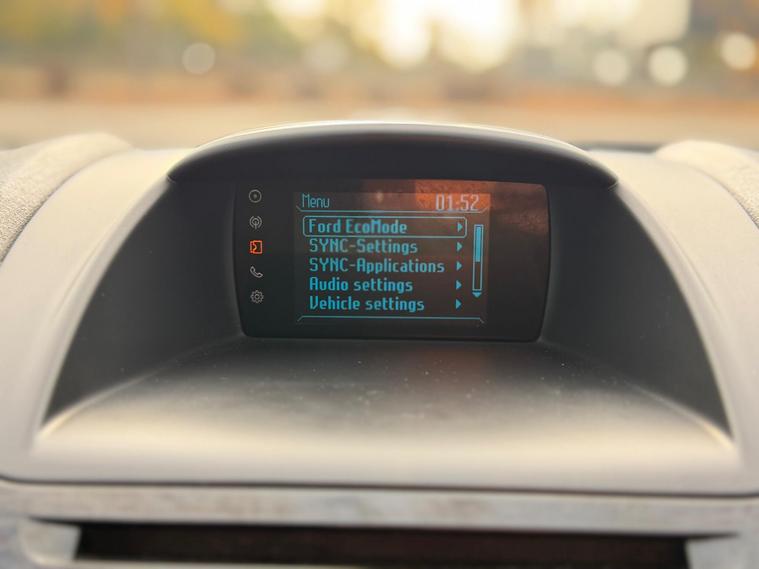 Menu 01:52
Ford EcoMode
SYNC-Settings
SYNC-Applications
Audio settings
Vehicle settings